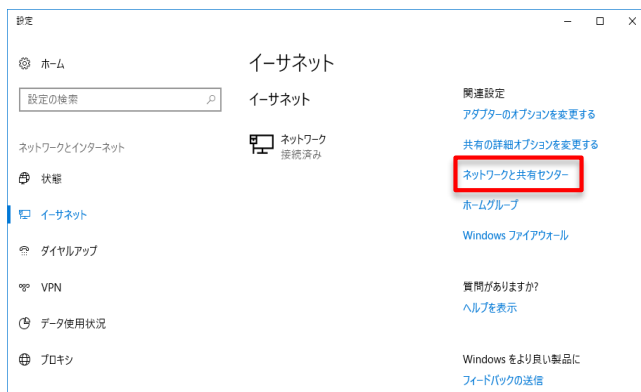 設定
ホーム
設定の検索
ネットワークとインターネット
状態
イーサネット
ダイヤルアップ
VPN
データ使用状況
プロキシ
イーサネット
イーサネット
ネットワーク
接続済み
関連設定
アダプターのオプションを変更する
共有の詳細オプションを変更する
ネットワークと共有センター
ホームグループ
Windows ファイアウォール
質問がありますか?
ヘルプを表示
Windows をより良い製品に
フィードバックの送信